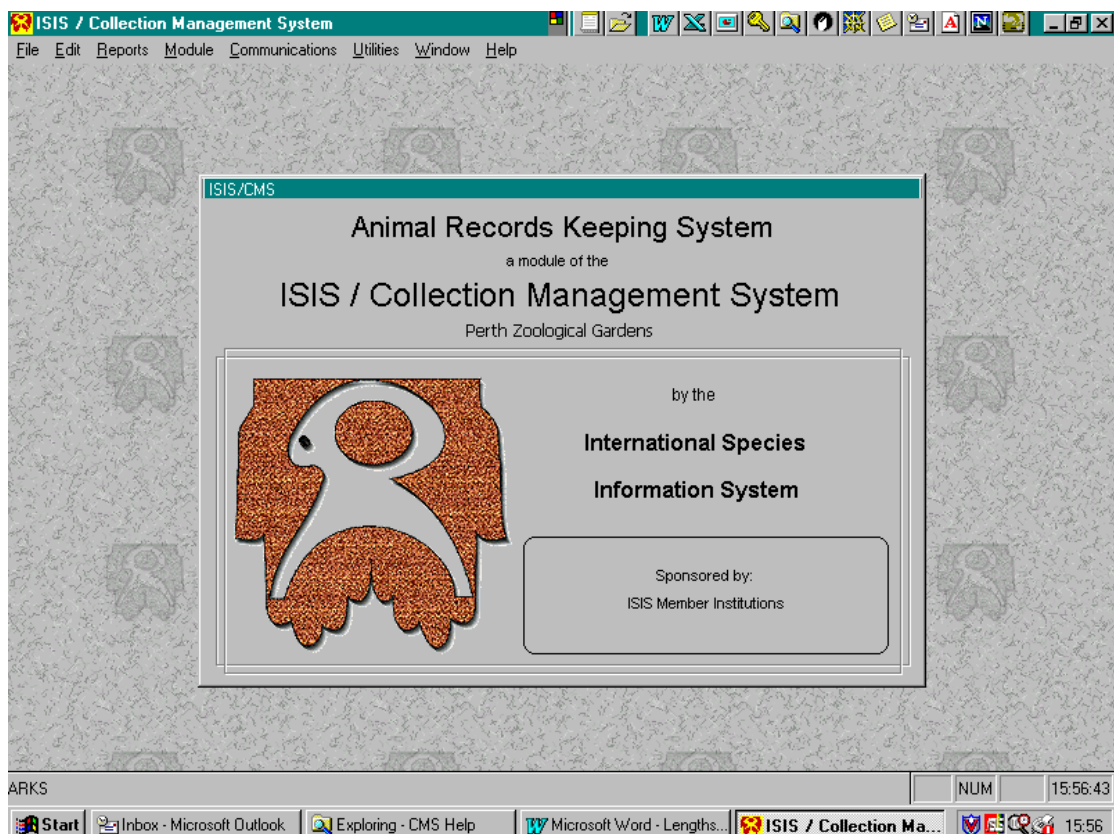 ISIS / Collection Management System
File Edit Reports Module Communications Utilities Window Help
ISIS/CMS
Animal Records Keeping System
a module of the
ISIS / Collection Management System
Perth Zoological Gardens
by the
International Species
Information System
Sponsored by:
ISIS Member Institutions
ARKS NUM 15:56:43
Start Inbox - Microsoft Outlook Exploring - CMS Help Microsoft Word - Lengths... ISIS / Collection Ma... 15:56